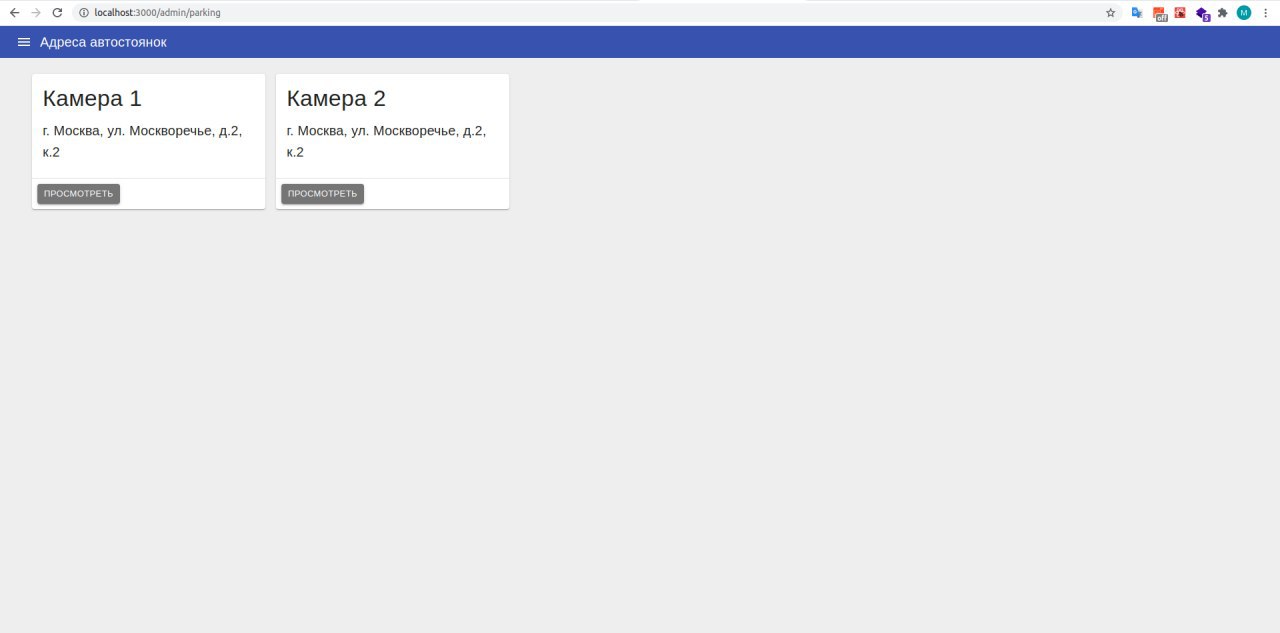 localhost:3000/admin/parking
off
5
M
Адреса автостоянок
Камера 1
г. Москва, ул. Москворечье, д.2,
к.2
ПРОСМОТРЕТЬ
Камера 2
г. Москва, ул. Москворечье, д.2,
к.2
ПРОСМОТРЕТЬ